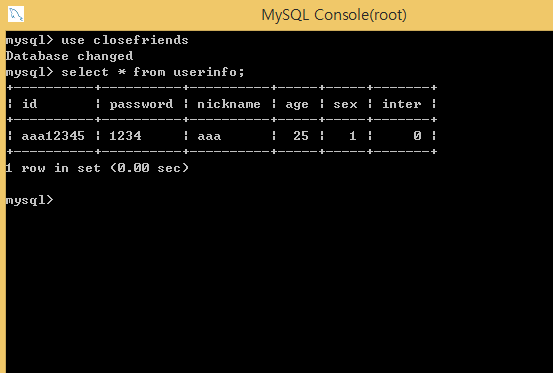 MySQL Console(root)
mysql> use closefriends
Database changed
mysql> select * from userinfo;
+----------+----------+----------+------+------+-------+
| id       | password | nickname | age  | sex  | inter |
+----------+----------+----------+------+------+-------+
| aaa12345 | 1234     | aaa      |   25 |    1 |     0 |
+----------+----------+----------+------+------+-------+
1 row in set (0.00 sec)
mysql>